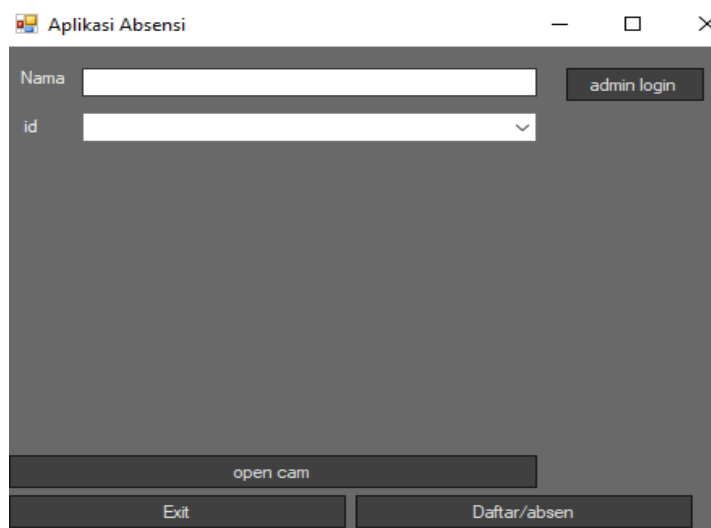 Aplikasi Absensi
Nama
admin login
id
open cam
Exit
Daftar/absen